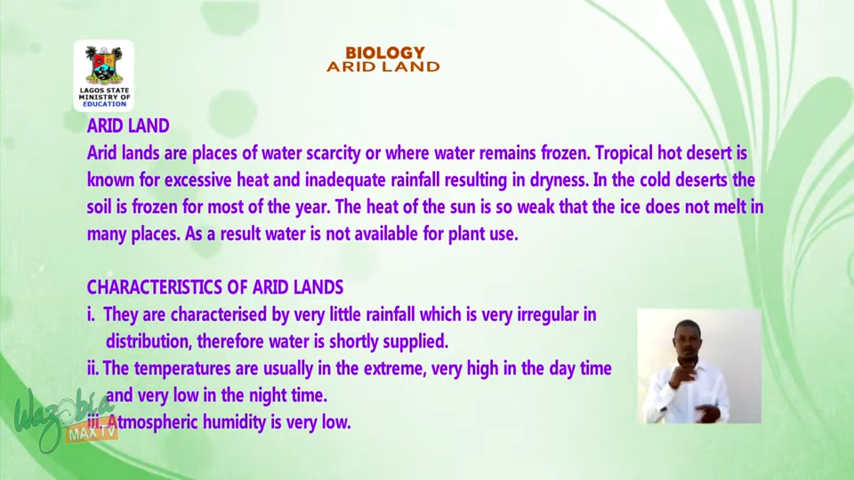 BIOLOGY
ARID LAND
LAGOS STATE
MINISTRY OF
EDUCATION
ARID LAND
Arid lands are places of water scarcity or where water remains frozen. Tropical hot desert is
known for excessive heat and inadequate rainfall resulting in dryness. In the cold deserts the
soil is frozen for most of the year. The heat of the sun is so weak that the ice does not melt in
many places. As a result water is not available for plant use.
CHARACTERISTICS OF ARID LANDS
i. They are characterised by very little rainfall which is very irregular in
distribution, therefore water is shortly supplied.
ii. The temperatures are usually in the extreme, very high in the day time
and very low in the night time.
iii. Atmospheric humidity is very low.
Wazobia
MAX TV